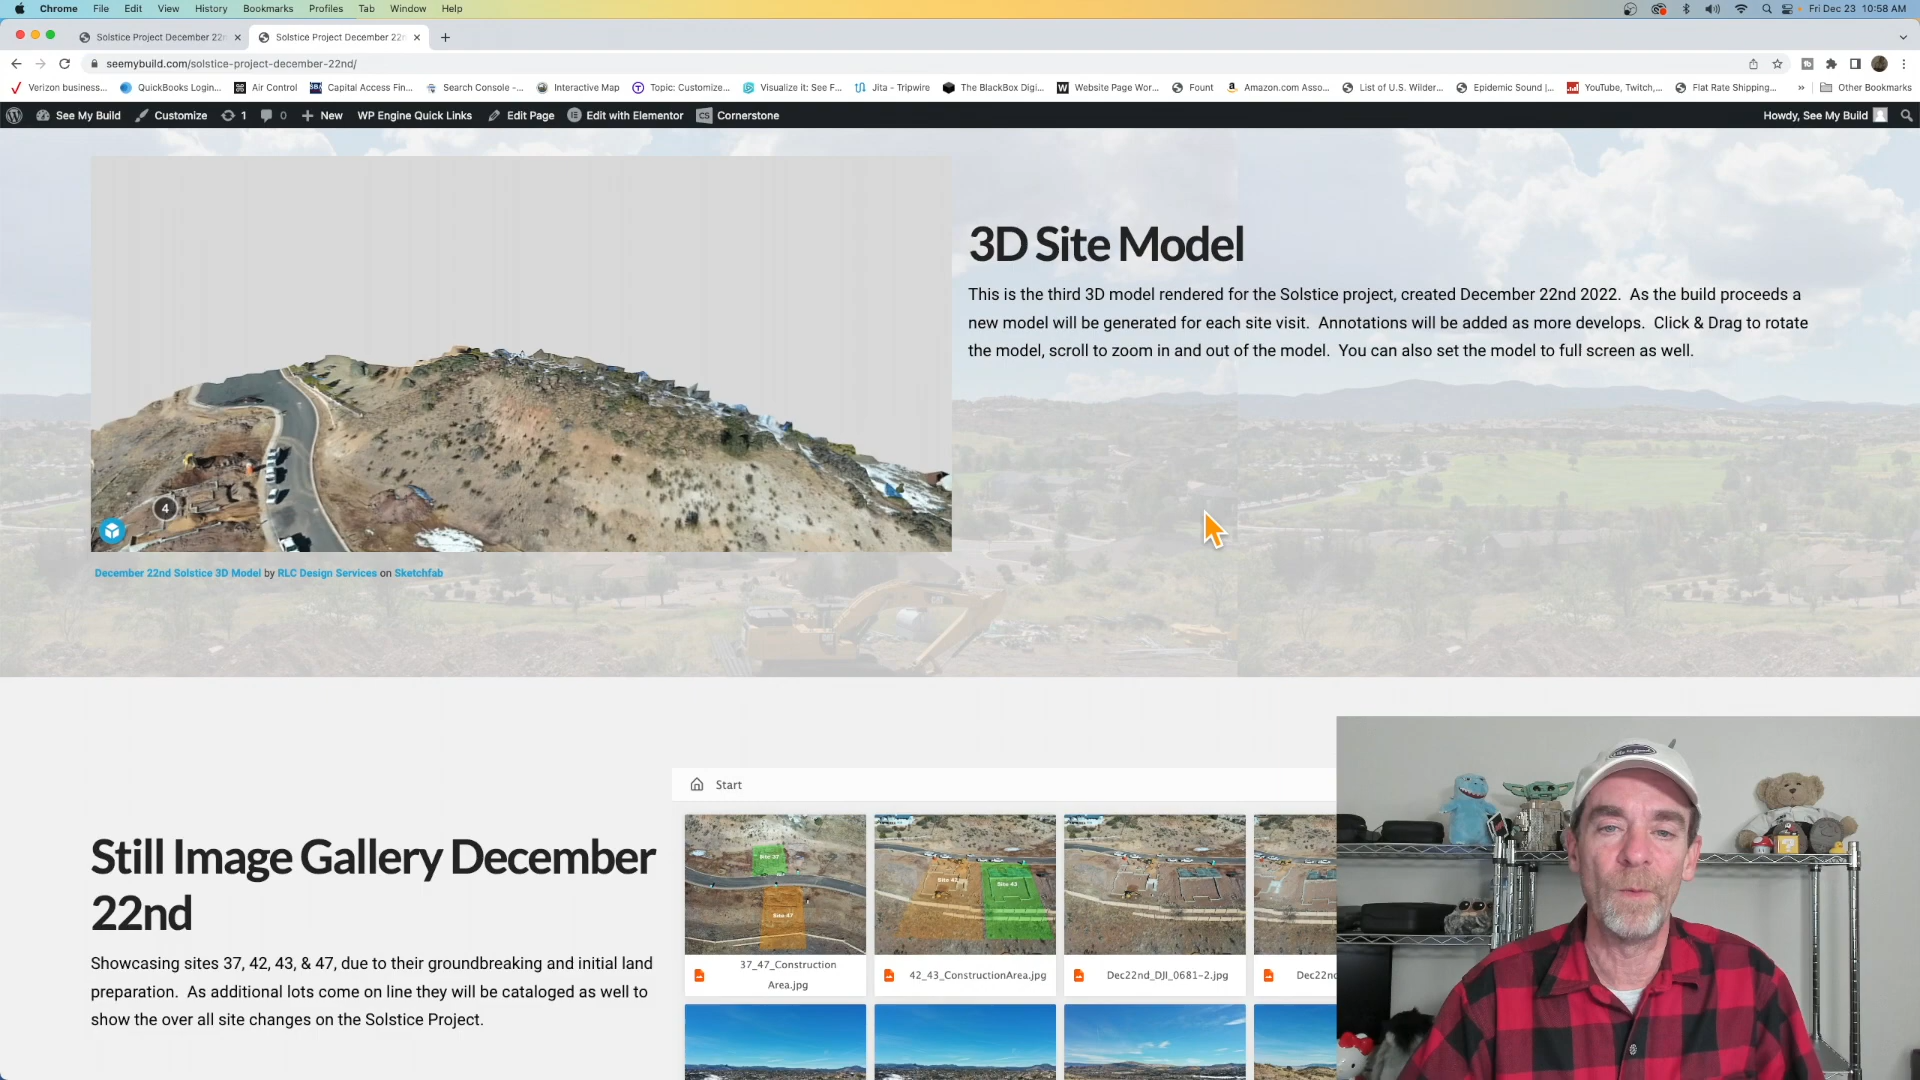 Chrome File Edit View History Bookmarks Profiles Tab Window Help Fri Dec 23 10:58 AM
Solstice Project December 22n Solstice Project December 22n
seemybuild.com/solstice-project-december-22nd/
Verizon business... QuickBooks Login... Air Control Capital Access Fin... Search Console -... Interactive Map Topic: Customize... Visualize it: See F... Jita - Tripwire The BlackBox Digi... Website Page Wor... Fount Amazon.com Asso... List of U.S. Wilder... Epidemic Sound |... YouTube, Twitch,... Flat Rate Shipping... » Other Bookmarks
See My Build Customize 1 0 New WP Engine Quick Links Edit Page Edit with Elementor CS Cornerstone Howdy, See My Build
3D Site Model
This is the third 3D model rendered for the Solstice project, created December 22nd 2022. As the build proceeds a
new model will be generated for each site visit. Annotations will be added as more develops. Click & Drag to rotate
the model, scroll to zoom in and out of the model. You can also set the model to full screen as well.
4
December 22nd Solstice 3D Model by RLC Design Services on Sketchfab
Start
Still Image Gallery December
22nd
Showcasing sites 37, 42, 43, & 47, due to their groundbreaking and initial land
preparation. As additional lots come on line they will be cataloged as well to
show the over all site changes on the Solstice Project.
Site 37
Site 47
Site 42
Site 43
37_47_Construction
Area.jpg
42_43_ConstructionArea.jpg
Dec22nd_DJI_0681-2.jpg
Dec22nd